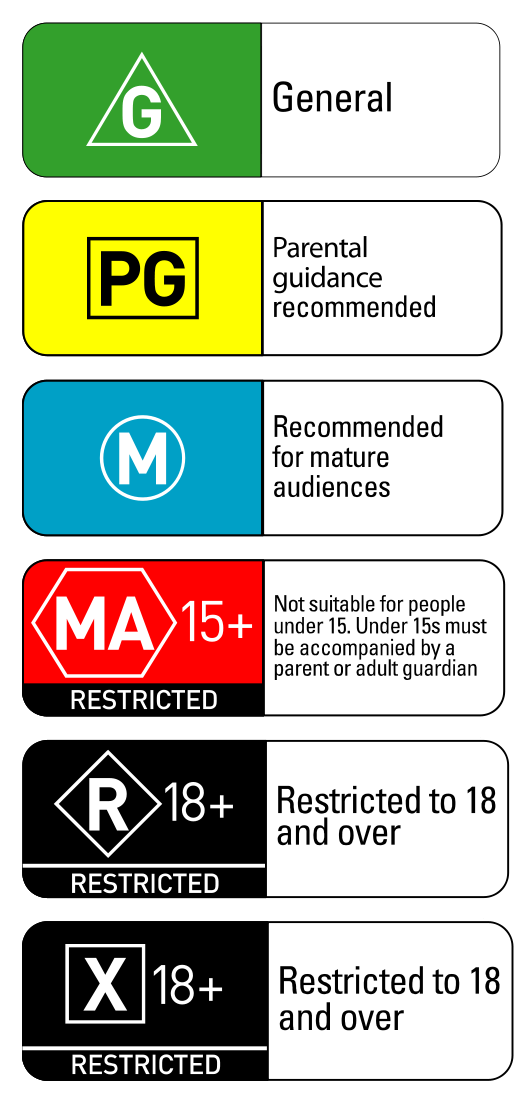 G
General
PG
Parental
guidance
recommended
M
Recommended
for mature
audiences
MA 15+
RESTRICTED
Not suitable for people
under 15. Under 15s must
be accompanied by a
parent or adult guardian
R 18+
RESTRICTED
Restricted to 18
and over
X 18+
RESTRICTED
Restricted to 18
and over